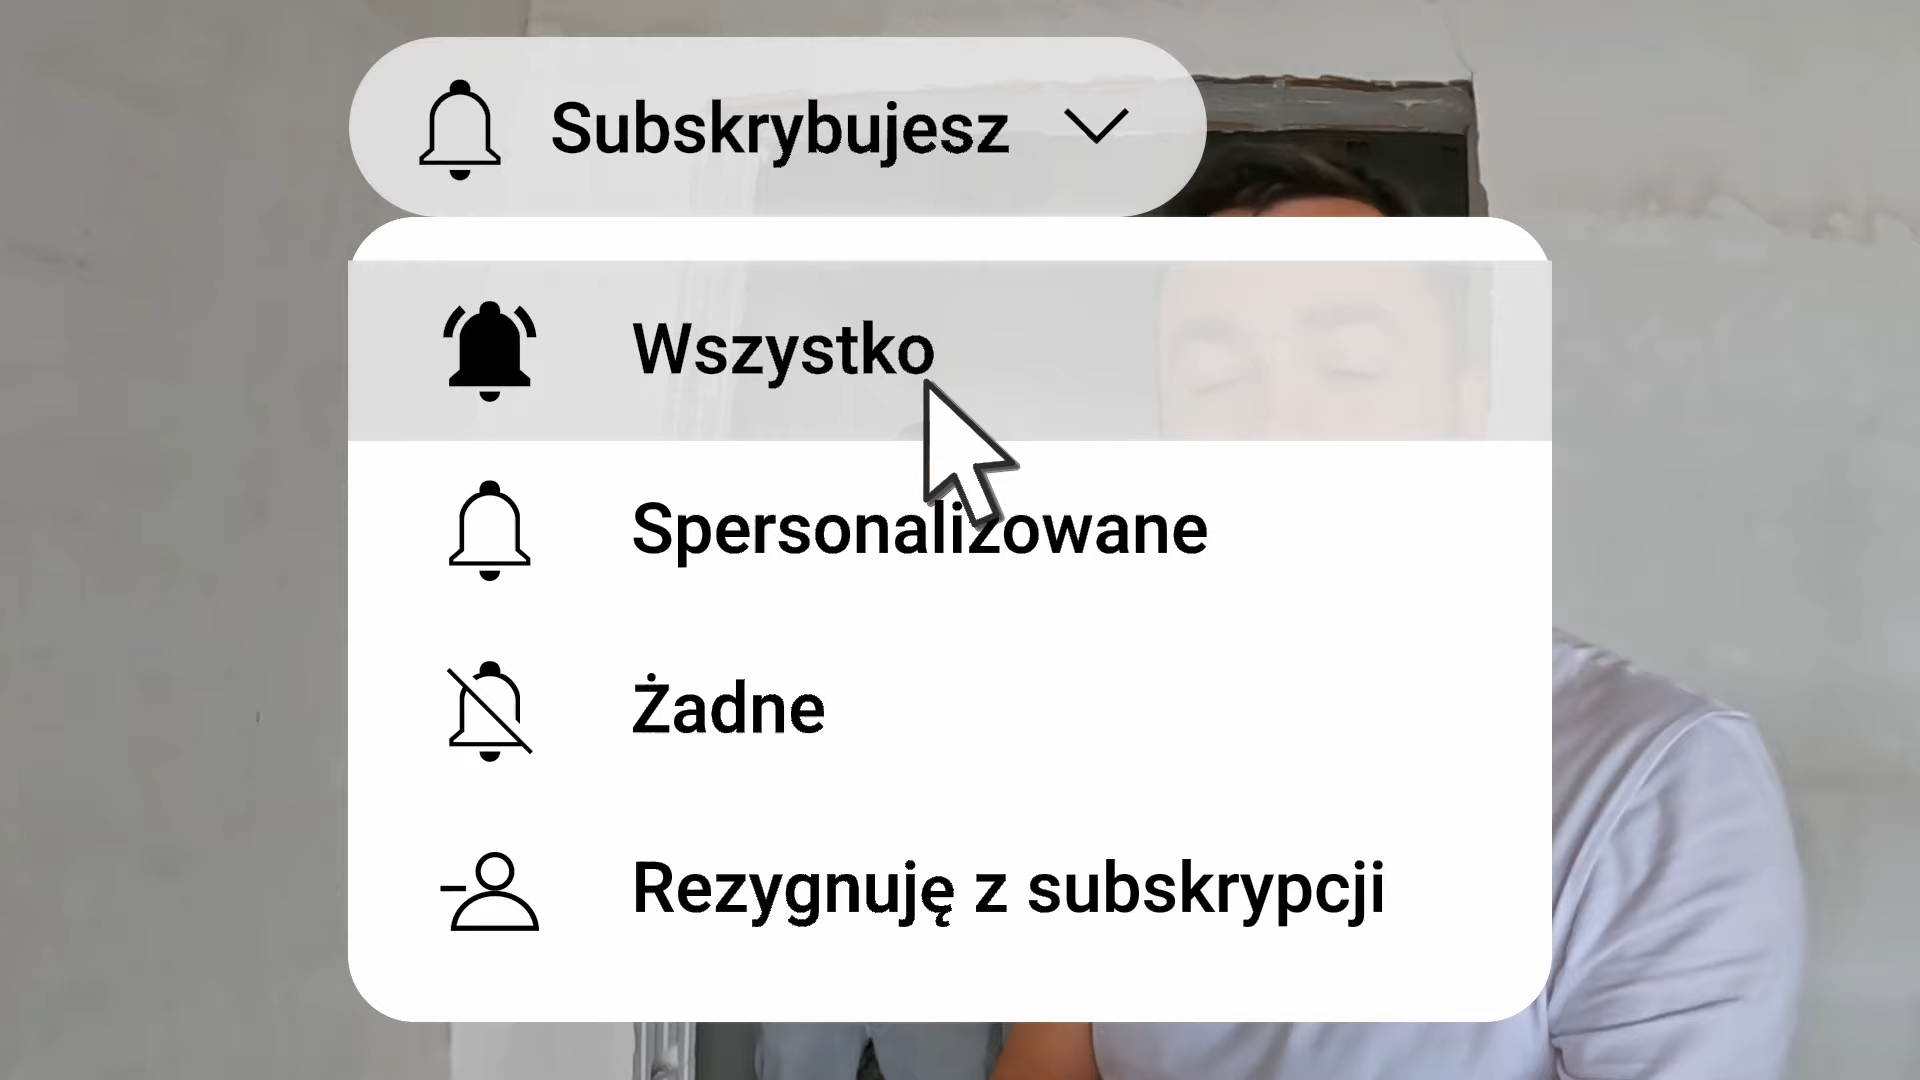 Subskrybujesz
Wszystko
Spersonalizowane
Żadne
Rezygnuję z subskrypcji